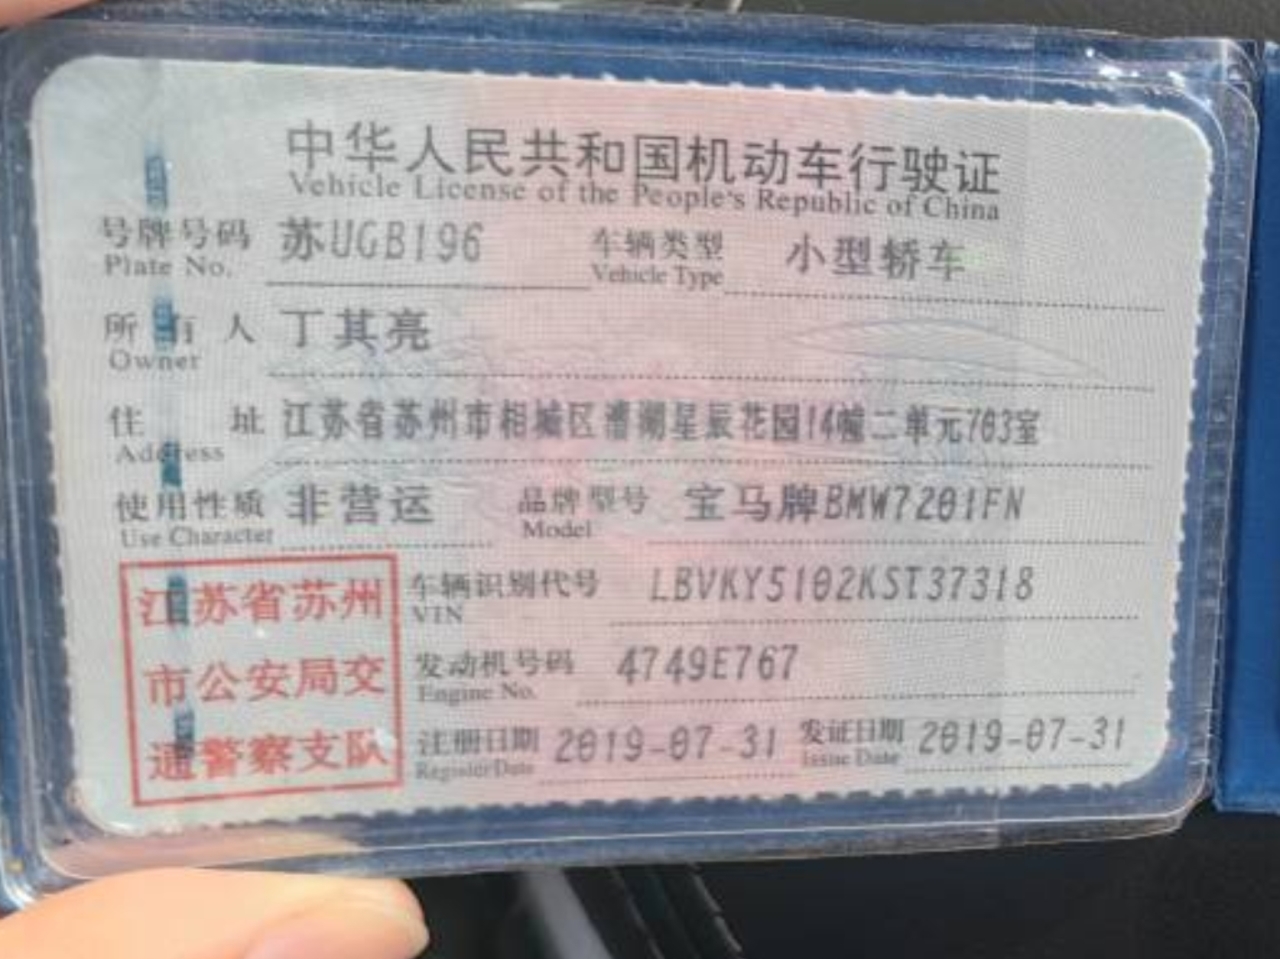 中华人民共和国机动车行驶证
Vehicle License of the People's Republic of China
号牌号码 苏UGB196 车辆类型 小型轿车
Plate No. Vehicle Type
所有人 丁其亮
Owner
住址 江苏省苏州市相城区漕湖星辰花园14幢二单元703室
Address
使用性质 非营运 品牌型号 宝马牌BMW7201FN
Use Character Model
江苏省苏州
市公安局交
通警察支队
车辆识别代号 LBVKY5102KST37318
VIN
发动机号码 4749E767
Engine No.
注册日期 2019-07-31 发证日期 2019-07-31
Register Date Issue Date